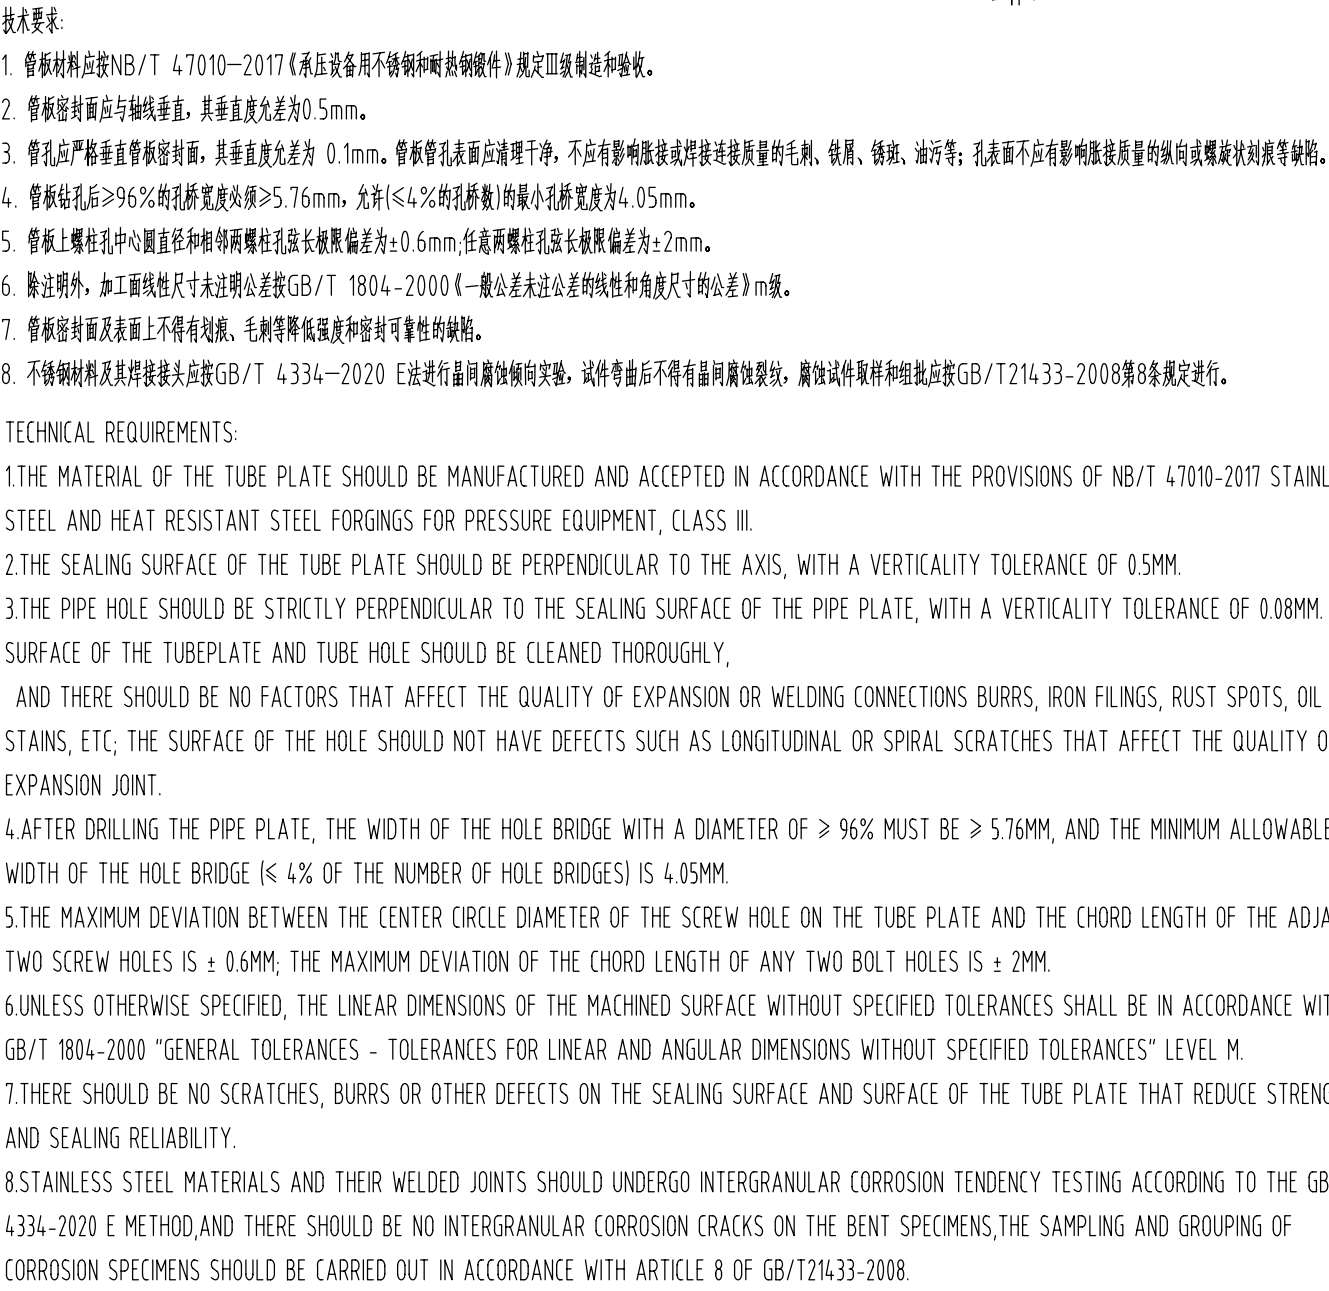 技术要求:
1. 管板材料应按NB/T 47010—2017《承压设备用不锈钢和耐热钢锻件》规定Ⅲ级制造和验收。
2. 管板密封面应与轴线垂直，其垂直度允差为0.5mm。
3. 管孔应严格垂直管板密封面，其垂直度允差为 0.1mm。管板管孔表面应清理干净，不应有影响胀接或焊接连接质量的毛刺、铁屑、锈斑、油污等；孔表面不应有影响胀接质量的纵向或螺旋状刻痕等缺陷。
4. 管板钻孔后≥96%的孔桥宽度必须≥5.76mm，允许(≤4%的孔桥数)的最小孔桥宽度为4.05mm。
5. 管板上螺柱孔中心圆直径和相邻两螺柱孔弦长极限偏差为±0.6mm;任意两螺柱孔弦长极限偏差为±2mm。
6. 除注明外，加工面线性尺寸未注明公差按GB/T 1804-2000《一般公差未注公差的线性和角度尺寸的公差》m级。
7. 管板密封面及表面上不得有划痕、毛刺等降低强度和密封可靠性的缺陷。
8. 不锈钢材料及其焊接接头应按GB/T 4334—2020 E法进行晶间腐蚀倾向实验，试件弯曲后不得有晶间腐蚀裂纹，腐蚀试件取样和组批应按GB/T21433-2008第8条规定进行。
TECHNICAL REQUIREMENTS:
1.THE MATERIAL OF THE TUBE PLATE SHOULD BE MANUFACTURED AND ACCEPTED IN ACCORDANCE WITH THE PROVISIONS OF NB/T 47010-2017 STAINL
STEEL AND HEAT RESISTANT STEEL FORGINGS FOR PRESSURE EQUIPMENT, CLASS III.
2.THE SEALING SURFACE OF THE TUBE PLATE SHOULD BE PERPENDICULAR TO THE AXIS, WITH A VERTICALITY TOLERANCE OF 0.5MM.
3.THE PIPE HOLE SHOULD BE STRICTLY PERPENDICULAR TO THE SEALING SURFACE OF THE PIPE PLATE, WITH A VERTICALITY TOLERANCE OF 0.08MM.
SURFACE OF THE TUBEPLATE AND TUBE HOLE SHOULD BE CLEANED THOROUGHLY,
AND THERE SHOULD BE NO FACTORS THAT AFFECT THE QUALITY OF EXPANSION OR WELDING CONNECTIONS BURRS, IRON FILINGS, RUST SPOTS, OIL
STAINS, ETC; THE SURFACE OF THE HOLE SHOULD NOT HAVE DEFECTS SUCH AS LONGITUDINAL OR SPIRAL SCRATCHES THAT AFFECT THE QUALITY O
EXPANSION JOINT.
4.AFTER DRILLING THE PIPE PLATE, THE WIDTH OF THE HOLE BRIDGE WITH A DIAMETER OF ≥ 96% MUST BE ≥ 5.76MM, AND THE MINIMUM ALLOWABLE
WIDTH OF THE HOLE BRIDGE (≤ 4% OF THE NUMBER OF HOLE BRIDGES) IS 4.05MM.
5.THE MAXIMUM DEVIATION BETWEEN THE CENTER CIRCLE DIAMETER OF THE SCREW HOLE ON THE TUBE PLATE AND THE CHORD LENGTH OF THE ADJA
TWO SCREW HOLES IS ± 0.6MM; THE MAXIMUM DEVIATION OF THE CHORD LENGTH OF ANY TWO BOLT HOLES IS ± 2MM.
6.UNLESS OTHERWISE SPECIFIED, THE LINEAR DIMENSIONS OF THE MACHINED SURFACE WITHOUT SPECIFIED TOLERANCES SHALL BE IN ACCORDANCE WIT
GB/T 1804-2000 "GENERAL TOLERANCES - TOLERANCES FOR LINEAR AND ANGULAR DIMENSIONS WITHOUT SPECIFIED TOLERANCES" LEVEL M.
7.THERE SHOULD BE NO SCRATCHES, BURRS OR OTHER DEFECTS ON THE SEALING SURFACE AND SURFACE OF THE TUBE PLATE THAT REDUCE STRENG
AND SEALING RELIABILITY.
8.STAINLESS STEEL MATERIALS AND THEIR WELDED JOINTS SHOULD UNDERGO INTERGRANULAR CORROSION TENDENCY TESTING ACCORDING TO THE GB
4334-2020 E METHOD,AND THERE SHOULD BE NO INTERGRANULAR CORROSION CRACKS ON THE BENT SPECIMENS,THE SAMPLING AND GROUPING OF
CORROSION SPECIMENS SHOULD BE CARRIED OUT IN ACCORDANCE WITH ARTICLE 8 OF GB/T21433-2008.